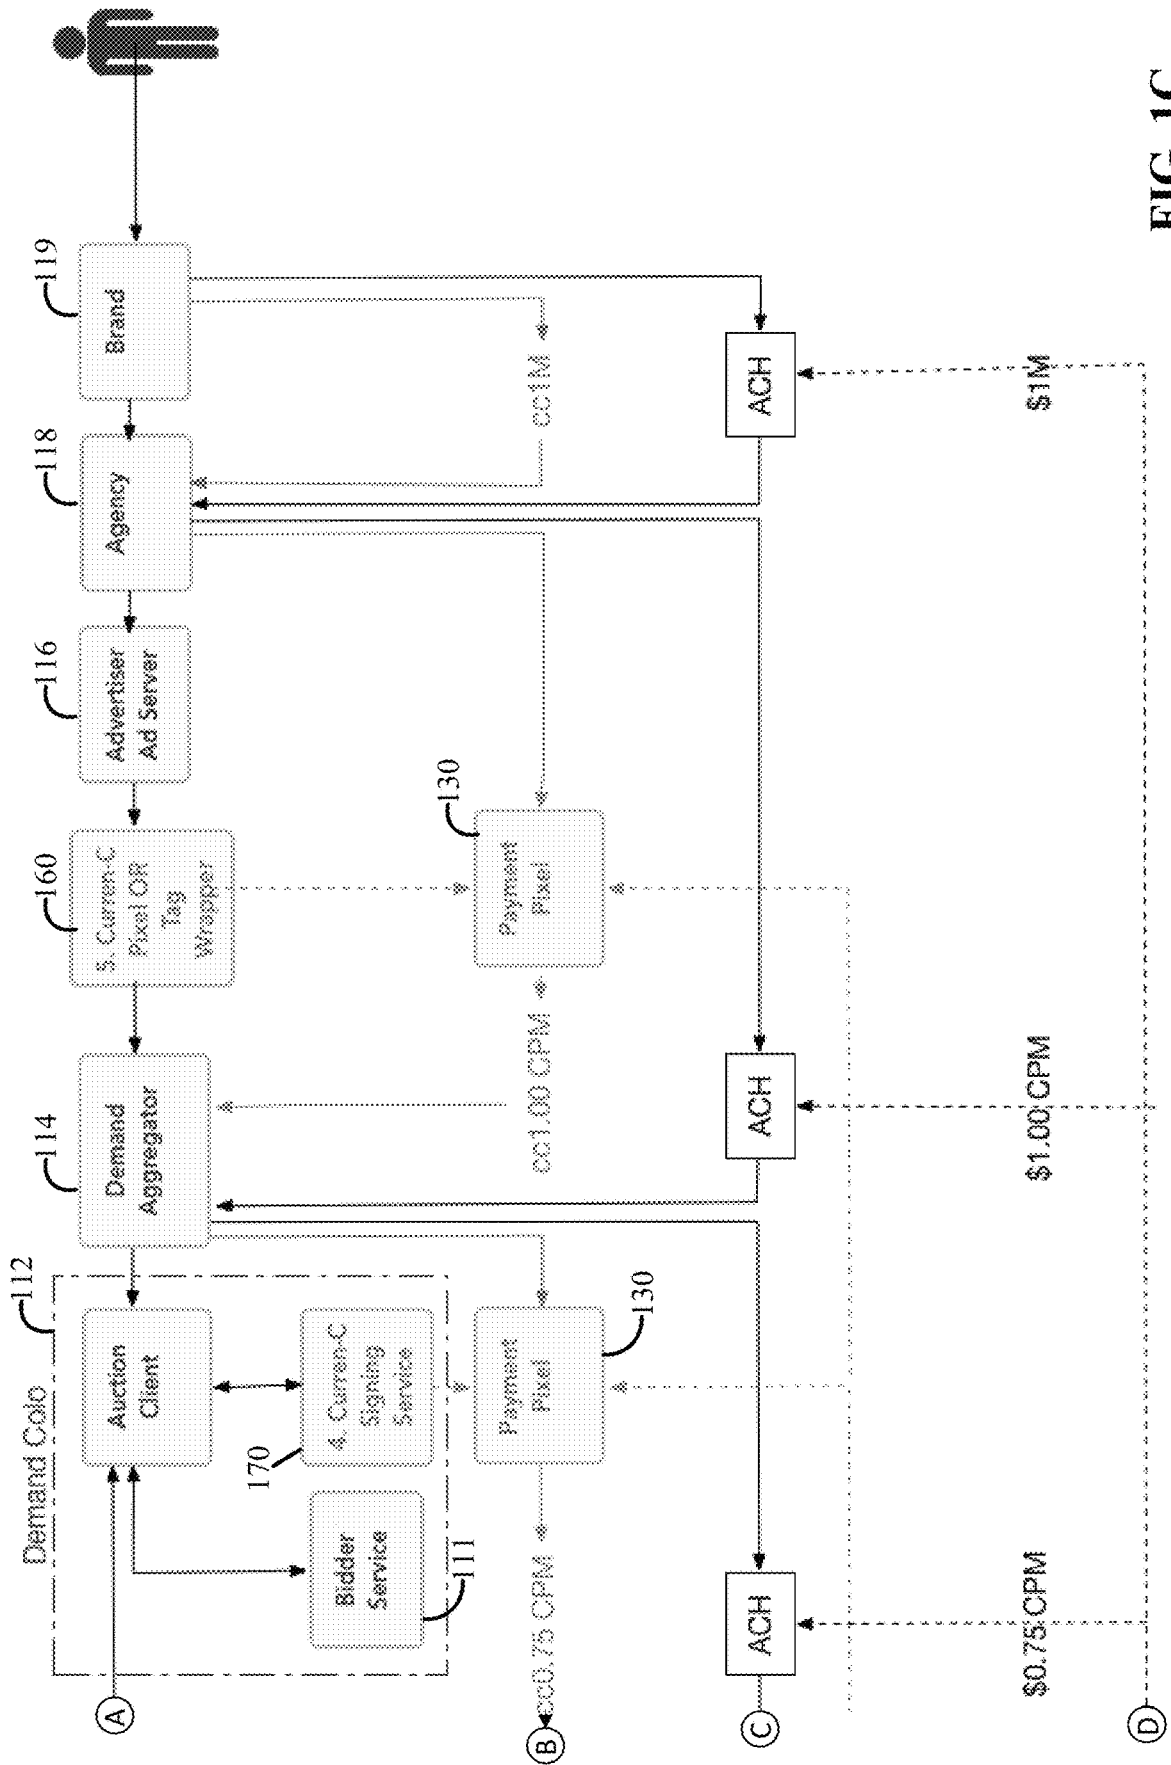 Demand Colo
112
114
160
116
118
119
A
Auction
Client
Demand
Aggregator
5. Curren-C
Pixel OR
Tag
Wrapper
Advertiser
Ad Server
Agency
Brand
170
4. Curren-C
Signing
Service
Bidder
Service
111
130
130
B
cc0.75 CPM
Payment
Pixel
cc1.00 CPM
Payment
Pixel
cc1M
C
ACH
ACH
ACH
$0.75 CPM
$1.00 CPM
$1M
D
FIG. 1C